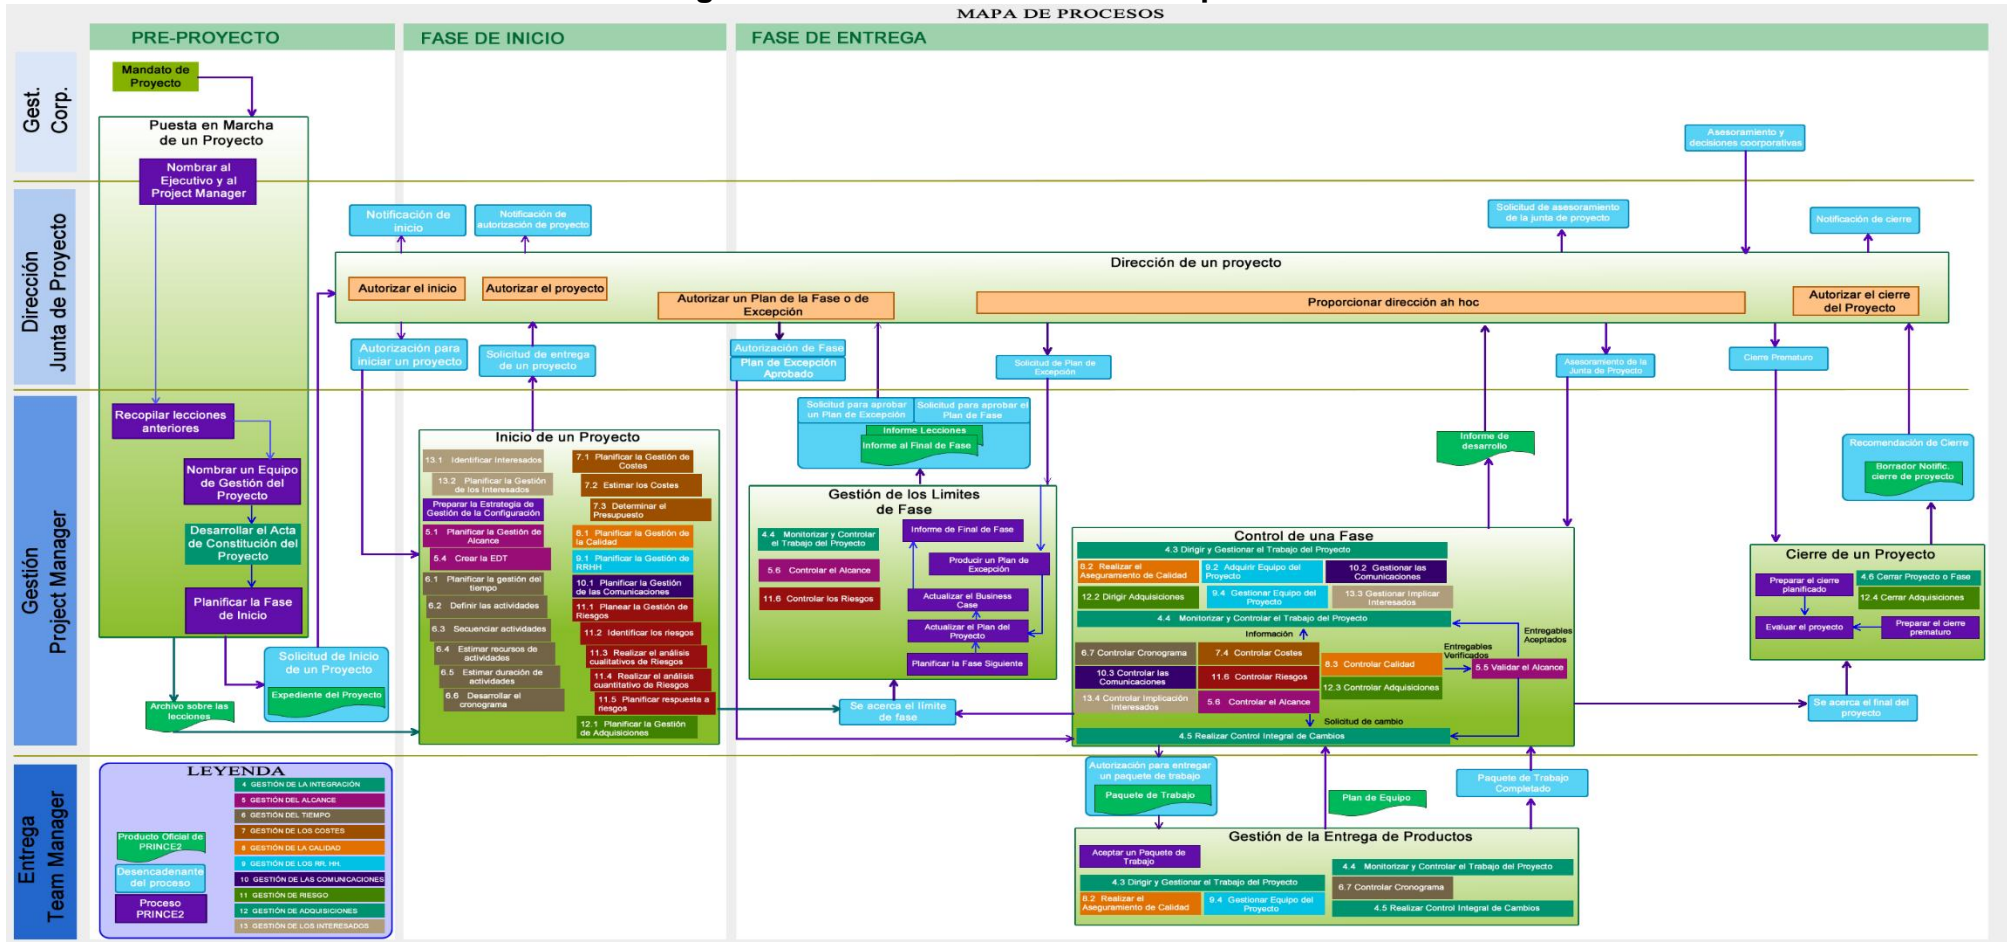 MAPA DE PROCESOS
PRE-PROYECTO
FASE DE INICIO
FASE DE ENTREGA
Gest.
Corp.
Mandato de
Proyecto
Puesta en Marcha
de un Proyecto
Nombrar al
Ejecutivo y al
Project Manager
Asesoramiento y
decisiones coorporativas
Dirección
Junta de Proyecto
Notificación de
inicio
Notificación de
autorización de proyecto
Solicitud de asesoramiento
de la junta de proyecto
Notificación de cierre
Dirección de un proyecto
Autorizar el inicio
Autorizar el proyecto
Autorizar un Plan de la Fase o de
Excepción
Proporcionar dirección ah hoc
Autorizar el cierre
del Proyecto
Autorización para
iniciar un proyecto
Solicitud de entrega
de un proyecto
Autorización de Fase
Plan de Excepción
Aprobado
Solicitud de Plan de
Excepción
Asesoramiento de la
Junta de Proyecto
Cierre Prematuro
Gestión
Project Manager
Recopilar lecciones
anteriores
Nombrar un Equipo
de Gestión del
Proyecto
Desarrollar el Acta
de Constitución del
Proyecto
Planificar la Fase
de Inicio
Solicitud de Inicio
de un Proyecto
Expediente del Proyecto
Archivo sobre las
lecciones
Inicio de un Proyecto
13.1 Identificar Interesados
13.2 Planificar la Gestión
de los Interesados
Preparar la Estrategia de
Gestión de la Configuración
5.1 Planificar la Gestión de
Alcance
5.4 Crear la EDT
6.1 Planificar la gestión del
tiempo
6.2 Definir las actividades
6.3 Secuenciar actividades
6.4 Estimar recursos de
actividades
6.5 Estimar duración de
actividades
6.6 Desarrollar el
cronograma
7.1 Planificar la Gestión de
Costes
7.2 Estimar los Costes
7.3 Determinar el
Presupuesto
8.1 Planificar la Gestión de
la Calidad
9.1 Planificar la Gestión de
RRHH
10.1 Planificar la Gestión
de las Comunicaciones
11.1 Planear la Gestión de
Riesgos
11.2 Identificar los riesgos
11.3 Realizar el análisis
cualitativos de Riesgos
11.4 Realizar el análisis
cuantitativo de Riesgos
11.5 Planificar respuesta a
riesgos
12.1 Planificar la Gestión
de Adquisiciones
Solicitud para aprobar
un Plan de Excepción
Solicitud para aprobar el
Plan de Fase
Informe Lecciones
Informe al Final de Fase
Gestión de los Limites
de Fase
4.4 Monitorizar y Controlar
el Trabajo del Proyecto
5.6 Controlar el Alcance
11.6 Controlar los Riesgos
Informe de Final de Fase
Producir un Plan de
Excepción
Actualizar el Business
Case
Actualizar el Plan del
Proyecto
Planificar la Fase Siguiente
Se acerca el límite
de fase
Informe de
desarrollo
Control de una Fase
4.3 Dirigir y Gestionar el Trabajo del Proyecto
8.2 Realizar el
Aseguramiento de Calidad
9.2 Adquirir Equipo del
Proyecto
10.2 Gestionar las
Comunicaciones
12.2 Dirigir Adquisiciones
9.4 Gestionar Equipo del
Proyecto
13.3 Gestionar Implicar
Interesados
4.4 Monitorizar y Controlar el Trabajo del Proyecto
Información
Entregables
Aceptados
Entregables
Verificados
6.7 Controlar Cronograma
7.4 Controlar Costes
8.3 Controlar Calidad
5.5 Validar el Alcance
10.3 Controlar las
Comunicaciones
11.6 Controlar Riesgos
12.3 Controlar Adquisiciones
13.4 Controlar Implicación
Interesados
5.6 Controlar el Alcance
Solicitud de cambio
4.5 Realizar Control Integral de Cambios
Recomendación de Cierre
Borrador Notific.
cierre de proyecto
Cierre de un Proyecto
Preparar el cierre
planificado
4.6 Cerrar Proyecto o Fase
12.4 Cerrar Adquisiciones
Evaluar el proyecto
Preparar el cierre
prematuro
Se acerca el final del
proyecto
Entrega
Team Manager
LEYENDA
Producto Oficial de
PRINCE2
Desencadenante
del proceso
Proceso
PRINCE2
4 GESTIÓN DE LA INTEGRACIÓN
5 GESTIÓN DEL ALCANCE
6 GESTIÓN DEL TIEMPO
7 GESTIÓN DE LOS COSTES
8 GESTIÓN DE LA CALIDAD
9 GESTIÓN DE LOS RR. HH.
10 GESTIÓN DE LAS COMUNICACIONES
11 GESTIÓN DE RIESGO
12 GESTIÓN DE ADQUISICIONES
13 GESTIÓN DE LOS INTERESADOS
Autorización para entregar
un paquete de trabajo
Paquete de Trabajo
Plan de Equipo
Paquete de Trabajo
Completado
Gestión de la Entrega de Productos
Aceptar un Paquete de
Trabajo
4.3 Dirigir y Gestionar el Trabajo del Proyecto
8.2 Realizar el
Aseguramiento de Calidad
9.4 Gestionar Equipo del
Proyecto
4.4 Monitorizar y Controlar el Trabajo del Proyecto
6.7 Controlar Cronograma
4.5 Realizar Control Integral de Cambios